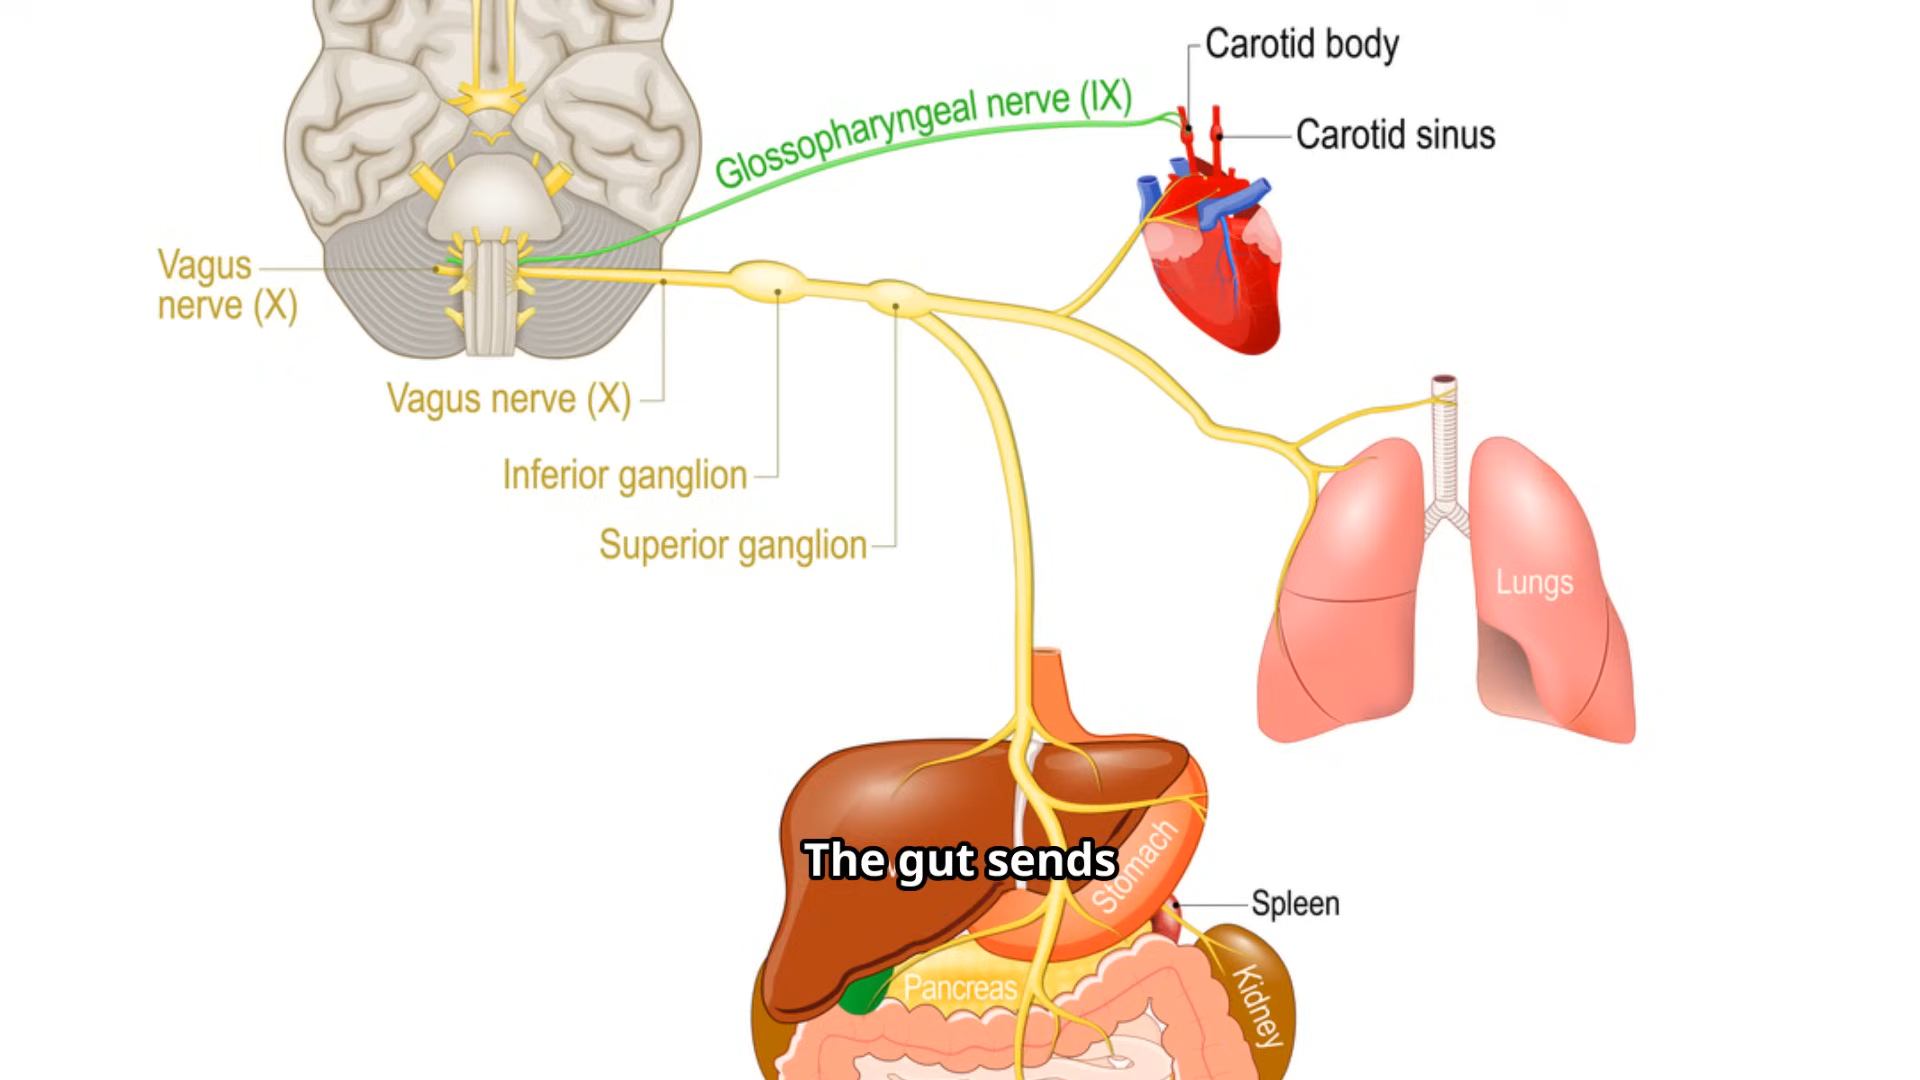 Carotid body
Glossopharyngeal nerve (IX)
Carotid sinus
Vagus
nerve (X)
Vagus nerve (X)
Inferior ganglion
Superior ganglion
Lungs
The gut sends
Stomach
Spleen
Pancreas
Kidney